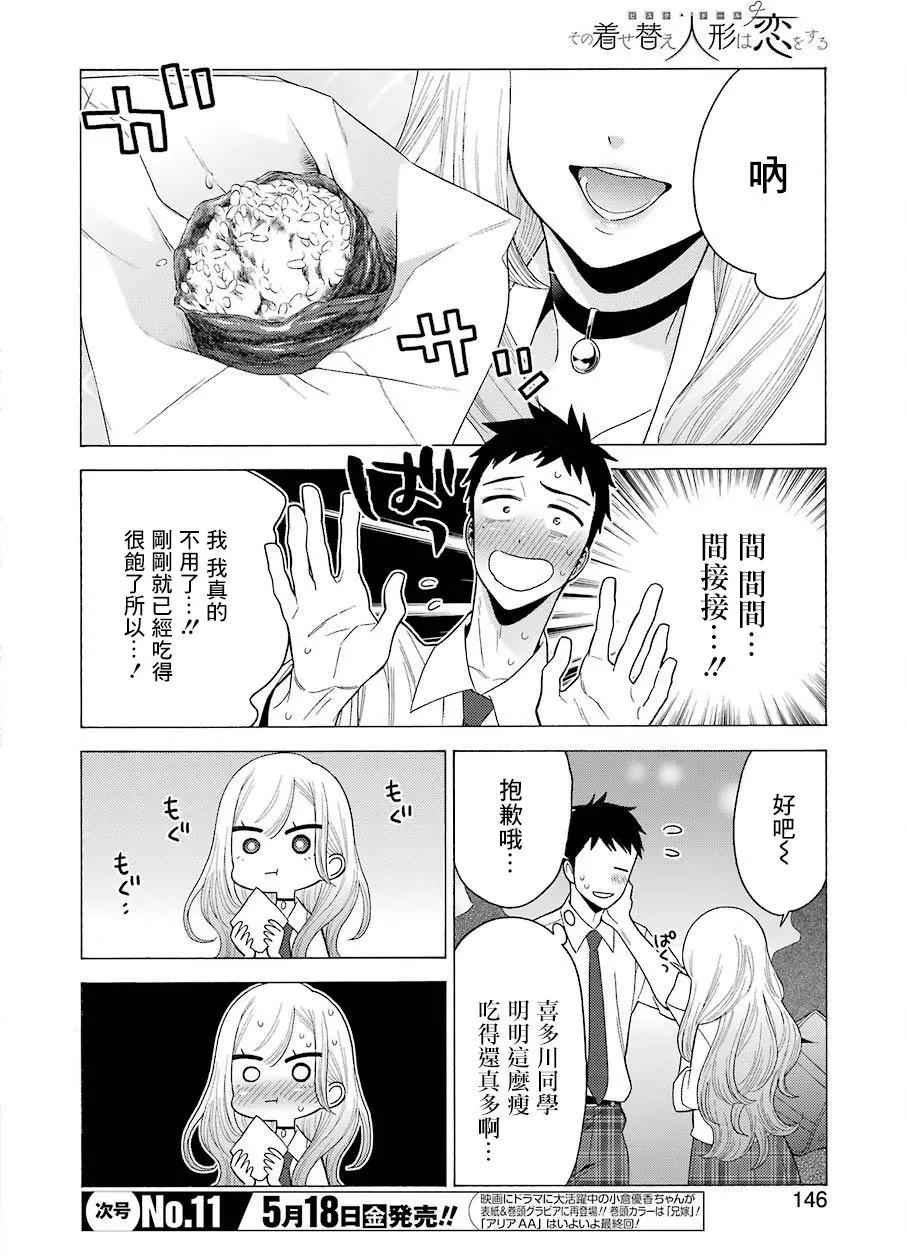 ビスク・ドール
その着せ替え人形は恋をする
吶
ギギ…
ギギ…
間 間間…
間接接…!!
ばっ
我 我真的
不用了…!!
剛剛就已經吃得
很飽了所以…!
好吧～
抱歉哦…
ぱくっ
喜多川同學
明明這麼瘦
吃得還真多啊…
もぐ
もぐ
もぐ
146
次号 No.11 5月18日金発売!!
映画にドラマに大活躍中の小倉優香ちゃんが
表紙&巻頭グラビアに再登場!! 巻頭カラーは「兄嫁」!
「アリアAA」はいよいよ最終回!